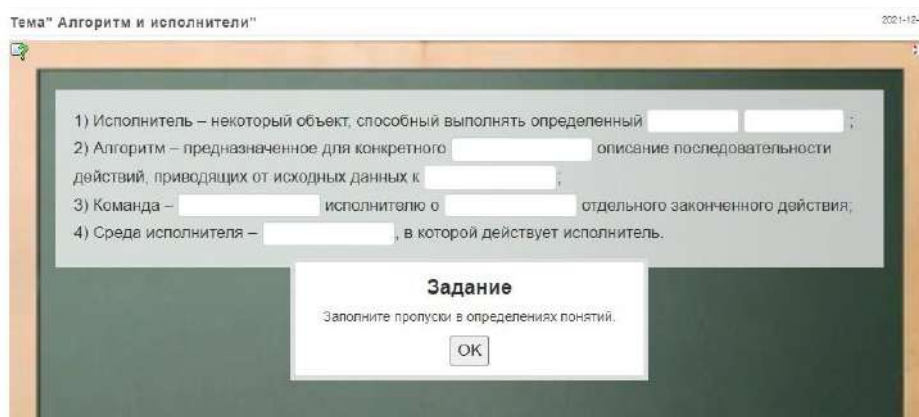 Тема" Алгоритм и исполнители"
2021-12-
1) Исполнитель – некоторый объект, способный выполнять определенный ;
2) Алгоритм – предназначенное для конкретного описание последовательности
действий, приводящих от исходных данных к ;
3) Команда – исполнителю о отдельного законченного действия;
4) Среда исполнителя – , в которой действует исполнитель.
Задание
Заполните пропуски в определениях понятий.
OK